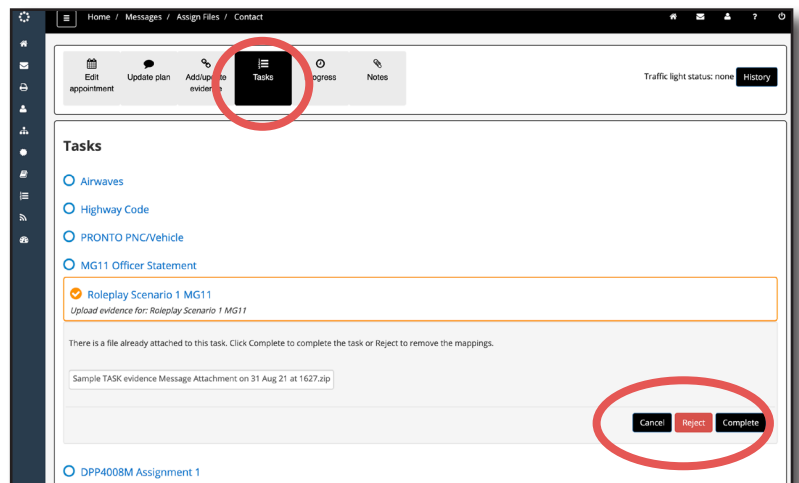 Home / Messages / Assign Files / Contact
?
Edit appointment
Update plan
Add/update evidence
Tasks
Progress
Notes
Traffic light status: none
History
Tasks
Airwaves
Highway Code
PRONTO PNC/Vehicle
MG11 Officer Statement
Roleplay Scenario 1 MG11
Upload evidence for: Roleplay Scenario 1 MG11
There is a file already attached to this task. Click Complete to complete the task or Reject to remove the mappings.
Sample TASK evidence Message Attachment on 31 Aug 21 at 1627.zip
Cancel
Reject
Complete
DPP4008M Assignment 1